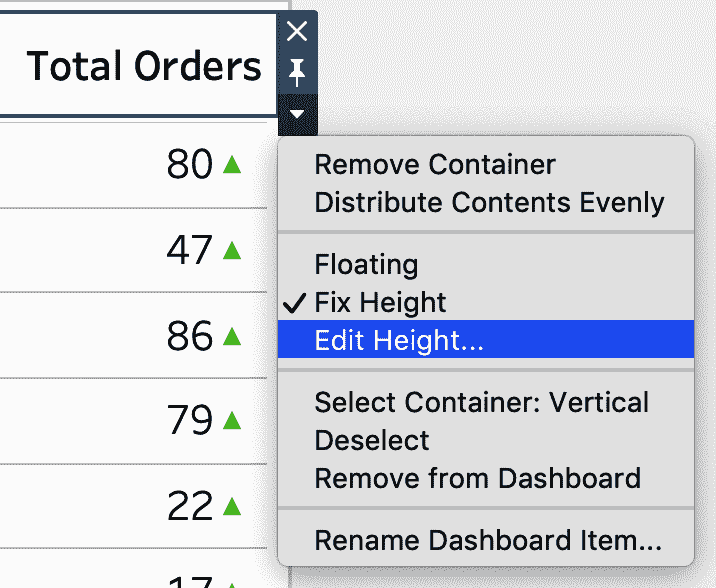 Total Orders
80
47
86
79
22
17
Remove Container
Distribute Contents Evenly
Floating
Fix Height
Edit Height...
Select Container: Vertical
Deselect
Remove from Dashboard
Rename Dashboard Item...